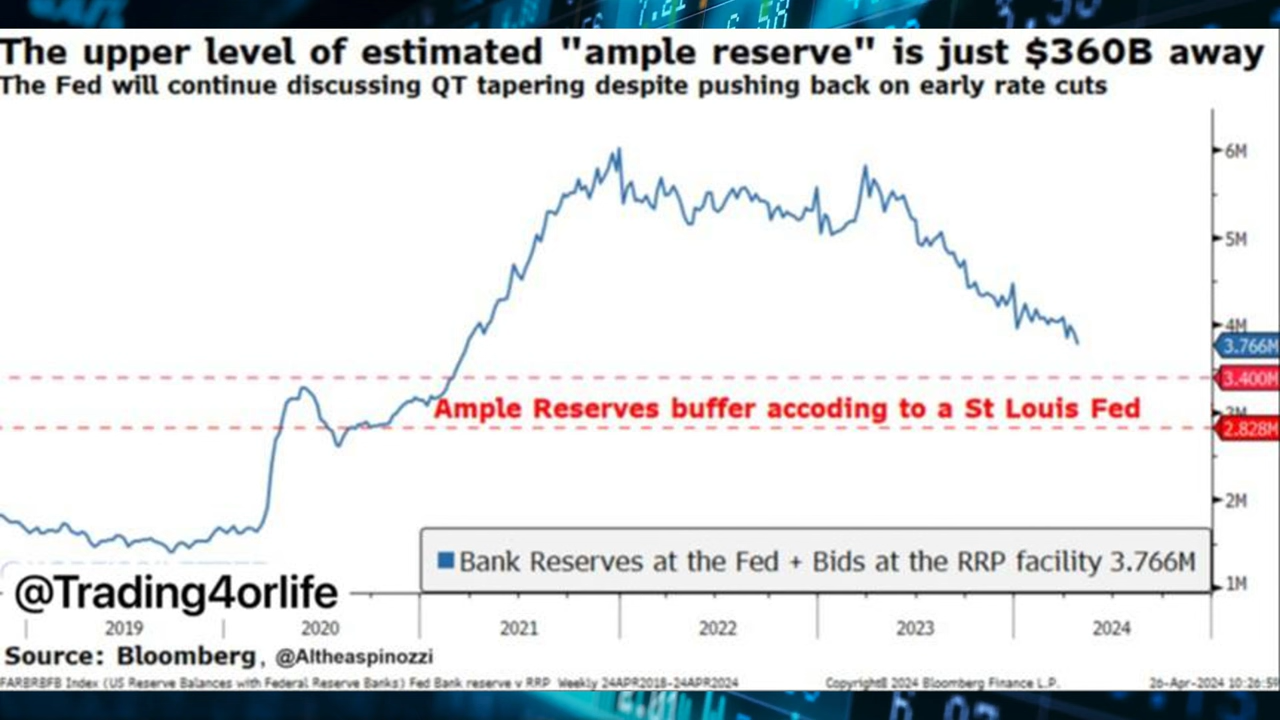 The upper level of estimated "ample reserve" is just $360B away
The Fed will continue discussing QT tapering despite pushing back on early rate cuts
6M
5M
4M
3.766M
3.400M
Ample Reserves buffer accoding to a St Louis Fed
3M
2.828M
2M
Bank Reserves at the Fed + Bids at the RRP facility 3.766M
1M
@Trading4orlife
2019 2020 2021 2022 2023 2024
Source: Bloomberg, @Altheaspinozzi
FARBRBFB Index (US Reserve Balances with Federal Reserve Banks) Fed Bank reserve v RRP Weekly 24APR2018-24APR2024 Copyright© 2024 Bloomberg Finance L.P. 26-Apr-2024 10:26:59